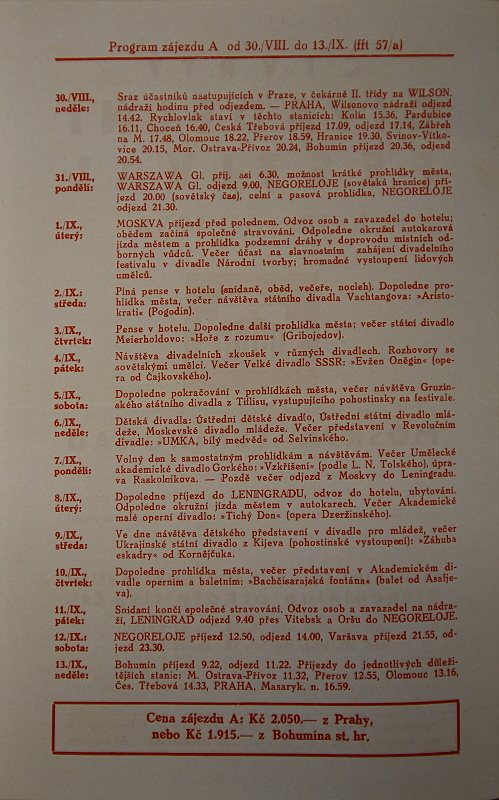 Program zájezdu A od 30./VIII. do 13./IX. (fft 57/a)
30./VIII., neděle: Sraz účastníků nastupujících v Praze, v čekárně II. třídy na WILSON.
nádraží hodinu před odjezdem. — PRAHA, Wilsonovo nádraží odjezd
14.42. Rychlovlak staví v těchto stanicích: Kolín 15.36, Pardubice
16.11, Choceň 16.40, Česká Třebová příjezd 17.09, odjezd 17.14, Zábřeh
na M. 17.48, Olomouc 18.22, Přerov 18.59, Hranice 19.30, Svinov-Vítko-
vice 20.15, Mor. Ostrava-Přívoz 20.24, Bohumín příjezd 20.36, odjezd
20.54.
31./VIII., pondělí: WARSZAWA Gl. příj. asi 6.30, možnost krátké prohlídky města,
WARSZAWA Gl. odjezd 9.00, NEGORELOJE (sovětská hranice) pří-
jezd 20.00 (sovětský čas), celní a pasová prohlídka, NEGORELOJE
odjezd 21.30.
1./IX., úterý: MOSKVA příjezd před polednem. Odvoz osob a zavazadel do hotelu;
obědem začíná společné stravování. Odpoledne okružní autokarová
jízda městem a prohlídka podzemní dráhy v doprovodu místních od-
borných vůdců. Večer účast na slavnostním zahájení divadelního
festivalu v divadle Národní tvorby; hromadné vystoupení lidových
umělců.
2./IX.: středa: Plná pense v hotelu (snídaně, oběd, večeře, nocleh). Dopoledne pro-
hlídka města, večer návštěva státního divadla Vachtangova: »Aristo-
krati« (Pogodin).
3./IX., čtvrtek: Pense v hotelu. Dopoledne další prohlídka města; večer státní divadlo
Meierholdovo: »Hoře z rozumu« (Gribojedov).
4./IX., pátek: Návštěva divadelních zkoušek v různých divadlech. Rozhovory se
sovětskými umělci. Večer Velké divadlo SSSR: »Evžen Oněgin« (ope-
ra od Čajkovského).
5./IX., sobota: Dopoledne pokračování v prohlídkách města, večer návštěva Gruzin-
ského státního divadla z Tiflisu, vystupujícího pohostinsky na festivale.
6./IX., neděle: Dětská divadla: Ústřední dětské divadlo, Ústřední státní divadlo mlá-
deže, Moskevské divadlo mládeže. Večer představení v Revolučním
divadle: »UMKA, bílý medvěd« od Selvinského.
7./IX., pondělí: Volný den k samostatným prohlídkám a návštěvám. Večer Umělecké
akademické divadlo Gorkého: »Vzkříšení« (podle L. N. Tolského), úpra-
va Raskolnikova. — Pozdě večer odjezd z Moskvy do Leningradu.
8./IX., úterý: Dopoledne příjezd do LENINGRADU, odvoz do hotelu, ubytování.
Odpoledne okružní jízda městem v autokarech. Večer Akademické
malé operní divadlo: »Tichý Don« (opera Dzeržinského).
9./IX., středa: Ve dne návštěva dětského představení v divadle pro mládež, večer
Ukrajinské státní divadlo z Kijeva (pohostinské vystoupení): »Záhuba
eskadry« od Kornějčuka.
10./IX., čtvrtek: Dopoledne prohlídka města, večer představení v Akademickém di-
vadle operním a baletním: »Bachčisarajská fontána« (balet od Asafje-
va).
11./IX., pátek: Snídaní končí společné stravování. Odvoz osob a zavazadel na nádra-
ží, LENINGRAD odjezd 9.40 přes Vitebsk a Oršu do NEGORELOJE.
12./IX.: sobota: NEGORELOJE příjezd 12.50, odjezd 14.00, Varšava příjezd 21.55, od-
jezd 23.30.
13./IX., neděle: Bohumín příjezd 9.22, odjezd 11.22. Příjezdy do jednotlivých důleži-
tějších stanic: M. Ostrava-Přívoz 11.32, Přerov 12.55, Olomouc 13.16,
Čes. Třebová 14.33, PRAHA, Masaryk. n. 16.59.
Cena zájezdu A: Kč 2.050.— z Prahy,
nebo Kč 1.915.— z Bohumína st. hr.